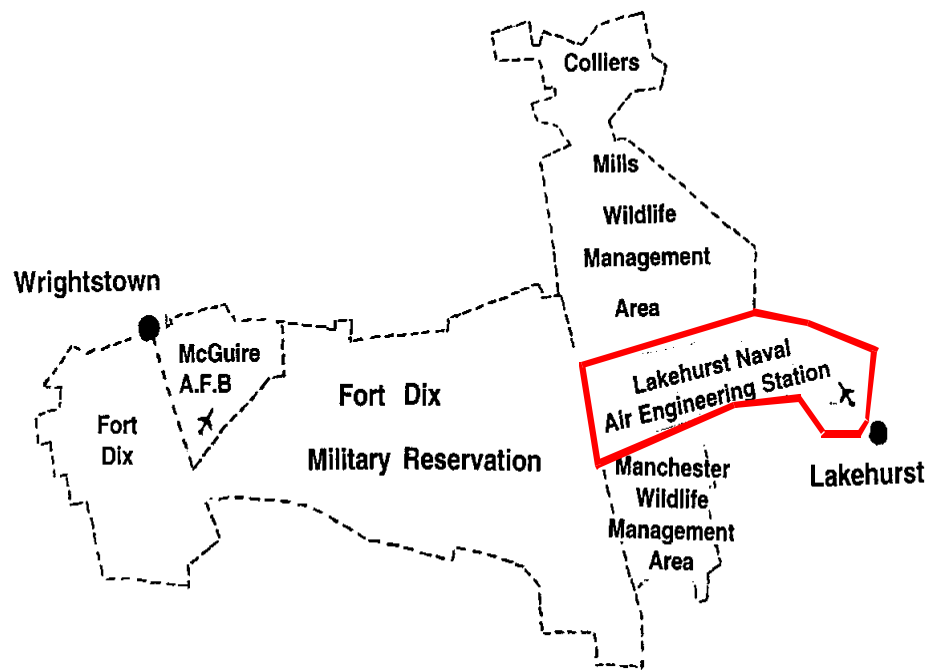 Colliers
Mills
Wildlife
Management
Area
Wrightstown
McGuire
A.F.B
Fort
Dix
Fort Dix
Military Reservation
Lakehurst Naval
Air Engineering Station
Lakehurst
Manchester
Wildlife
Management
Area